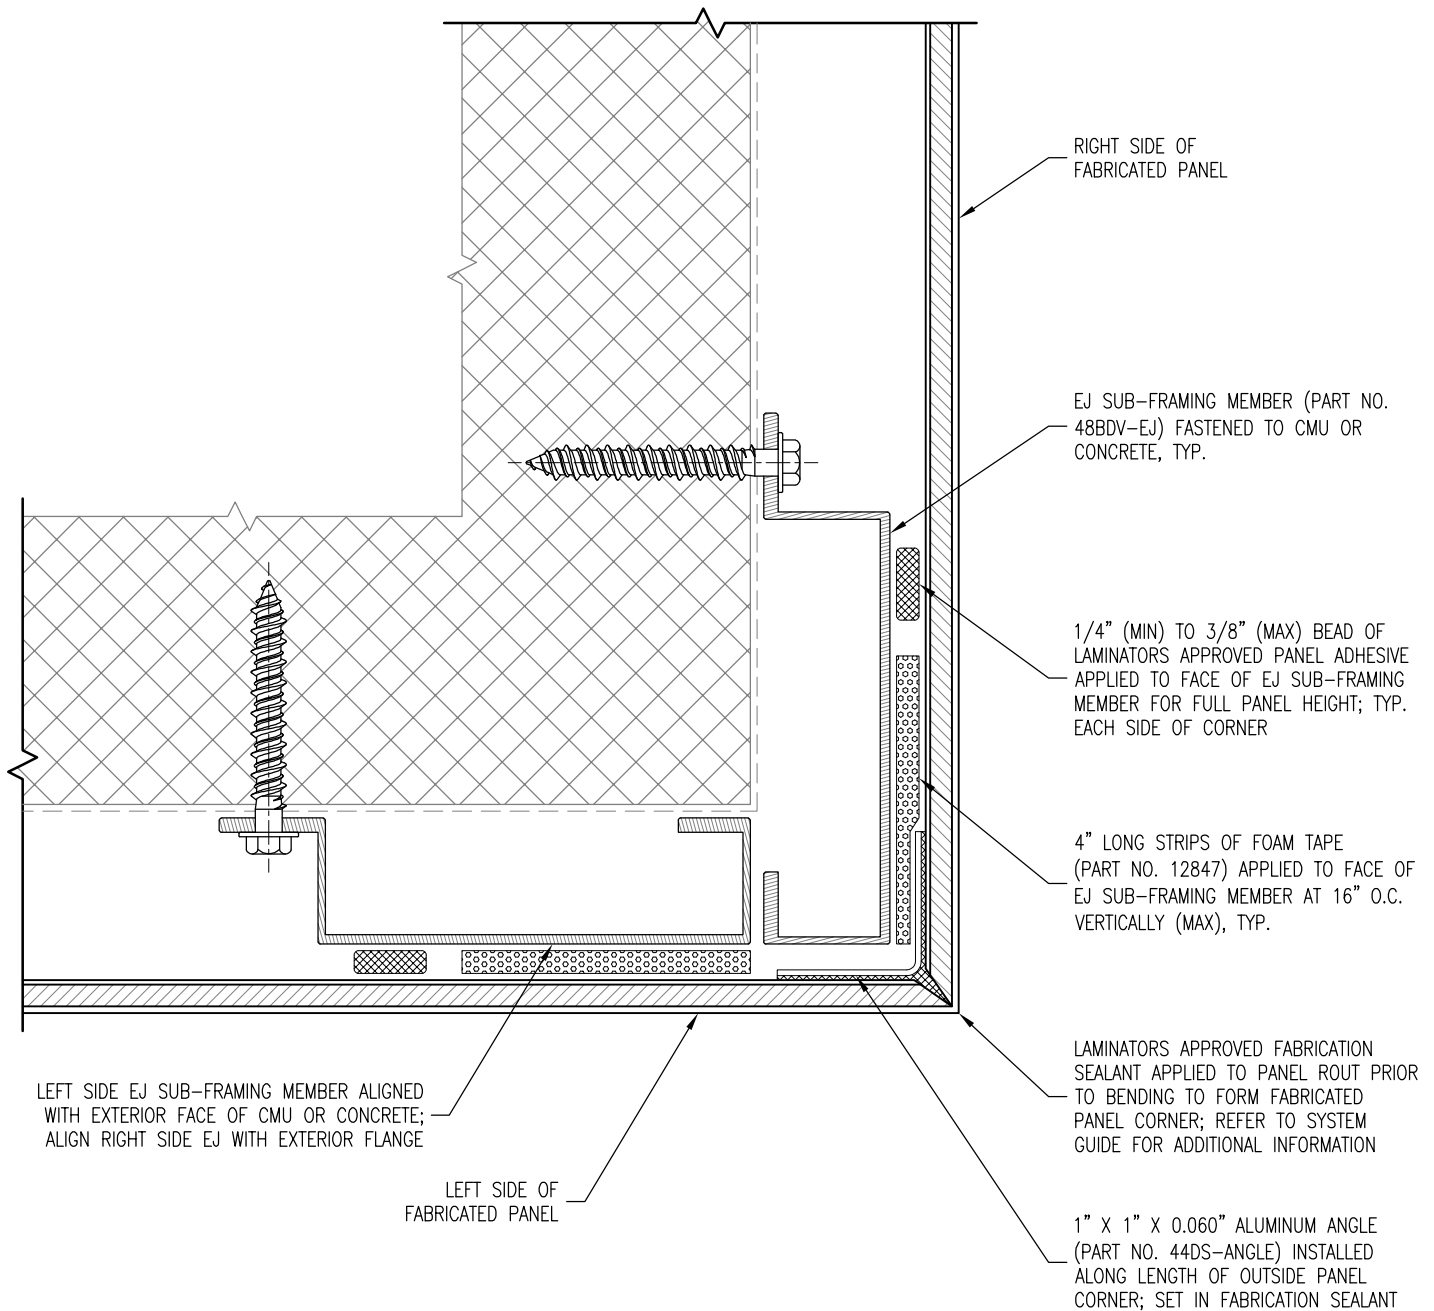 RIGHT SIDE OF
FABRICATED PANEL
EJ SUB-FRAMING MEMBER (PART NO.
48BDV-EJ) FASTENED TO CMU OR
CONCRETE, TYP.
1/4" (MIN) TO 3/8" (MAX) BEAD OF
LAMINATORS APPROVED PANEL ADHESIVE
APPLIED TO FACE OF EJ SUB-FRAMING
MEMBER FOR FULL PANEL HEIGHT; TYP.
EACH SIDE OF CORNER
4" LONG STRIPS OF FOAM TAPE
(PART NO. 12847) APPLIED TO FACE OF
EJ SUB-FRAMING MEMBER AT 16" O.C.
VERTICALLY (MAX), TYP.
LAMINATORS APPROVED FABRICATION
SEALANT APPLIED TO PANEL ROUT PRIOR
TO BENDING TO FORM FABRICATED
PANEL CORNER; REFER TO SYSTEM
GUIDE FOR ADDITIONAL INFORMATION
LEFT SIDE EJ SUB-FRAMING MEMBER ALIGNED
WITH EXTERIOR FACE OF CMU OR CONCRETE;
ALIGN RIGHT SIDE EJ WITH EXTERIOR FLANGE
LEFT SIDE OF
FABRICATED PANEL
1" X 1" X 0.060" ALUMINUM ANGLE
(PART NO. 44DS-ANGLE) INSTALLED
ALONG LENGTH OF OUTSIDE PANEL
CORNER; SET IN FABRICATION SEALANT